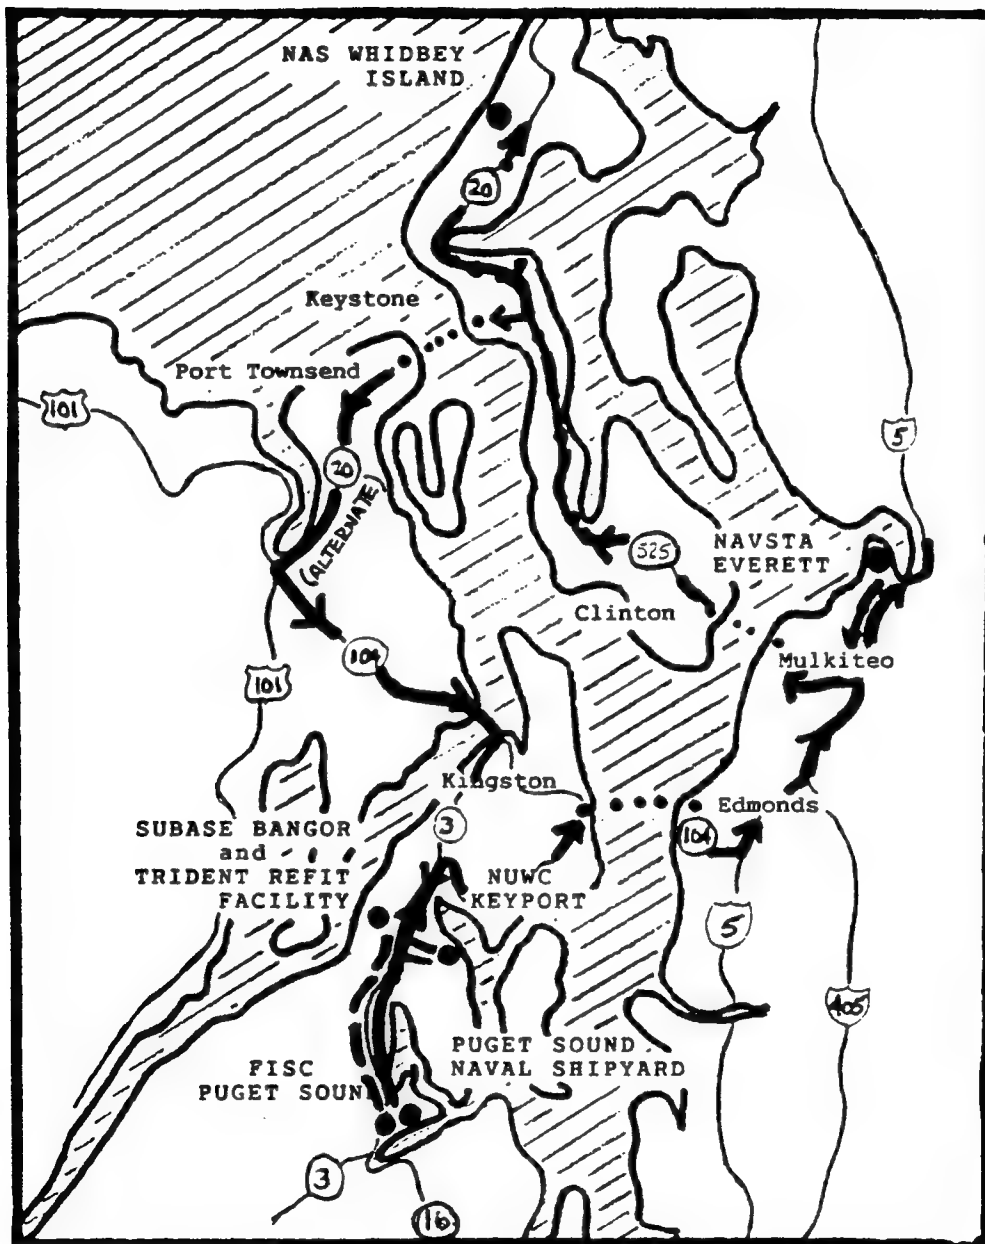 NAS WHIDBEY
ISLAND
20
Keystone
Port Townsend
101
5
20
(ALTERNATE)
525
NAVSTA
EVERETT
Clinton
104
Mulkiteo
101
Kingston
Edmonds
3
104
SUBASE BANGOR
and
TRIDENT REFIT
FACILITY
NUWC
KEYPORT
5
405
PUGET SOUND
NAVAL SHIPYARD
FISC
PUGET SOUND
3
16